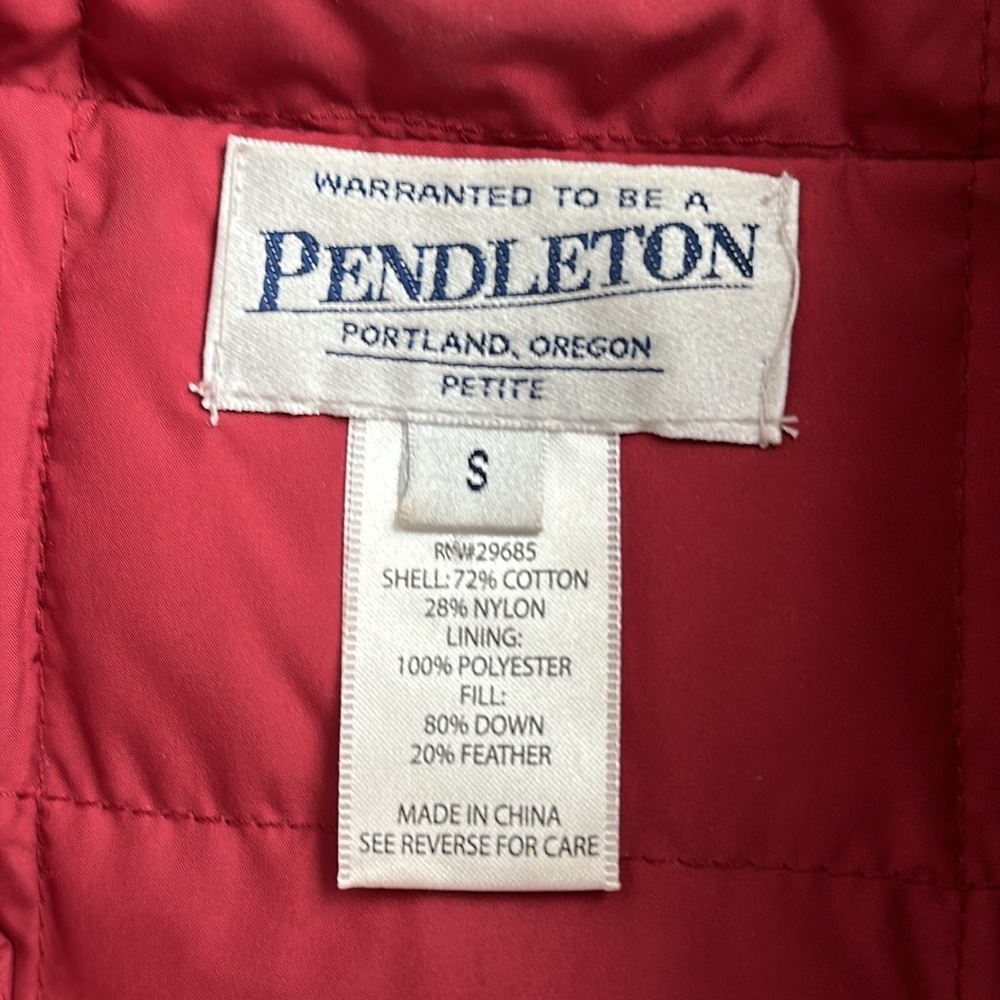 WARRANTED TO BE A
PENDLETON
PORTLAND, OREGON
PETITE
S
RN#29685
SHELL: 72% COTTON
28% NYLON
LINING:
100% POLYESTER
FILL:
80% DOWN
20% FEATHER
MADE IN CHINA
SEE REVERSE FOR CARE